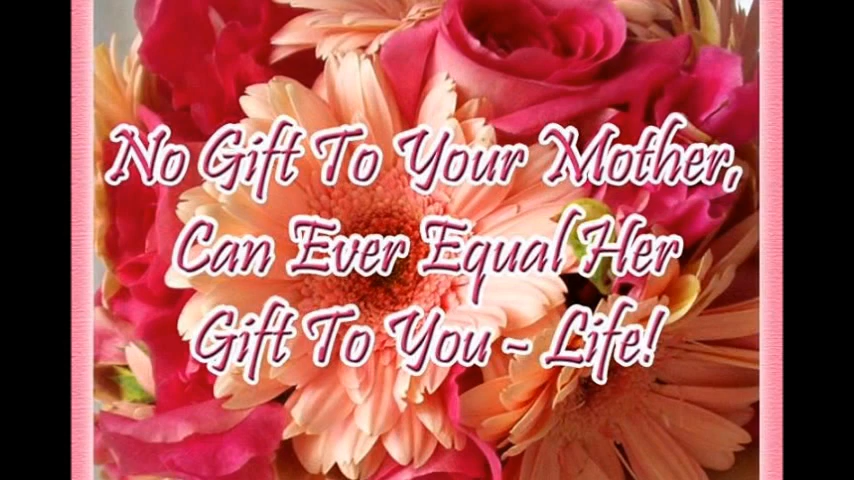 No Gift To Your Mother,
Can Ever Equal Her
Gift To You - Life!